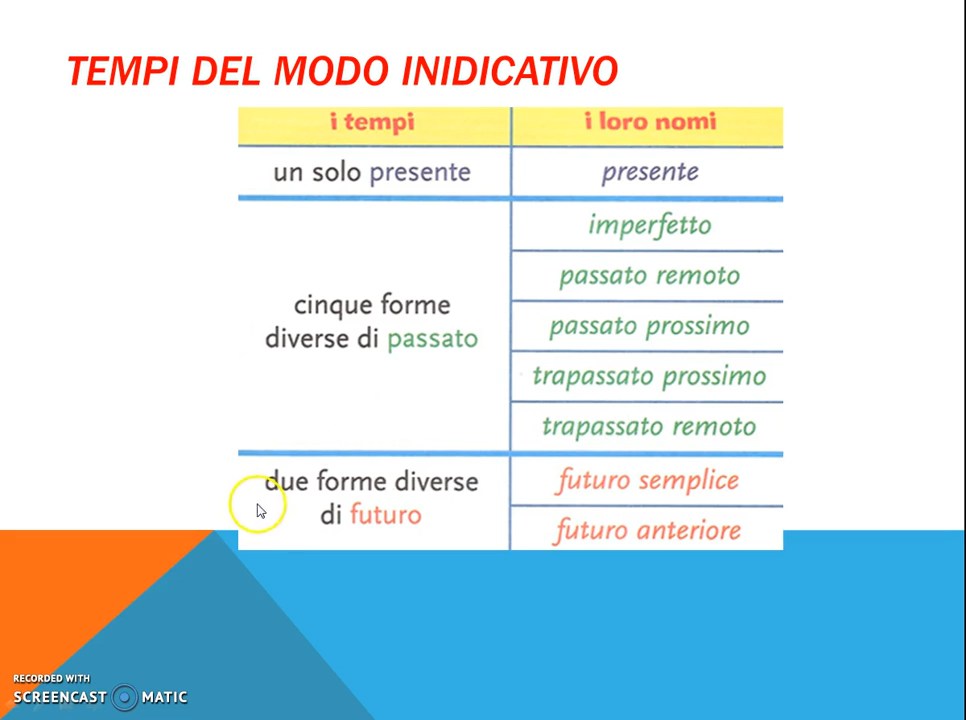 TEMPI DEL MODO INIDICATIVO
i tempi
i loro nomi
un solo presente
presente
cinque forme
diverse di passato
imperfetto
passato remoto
passato prossimo
trapassato prossimo
trapassato remoto
due forme diverse
di futuro
futuro semplice
futuro anteriore
RECORDED WITH
SCREENCAST MATIC